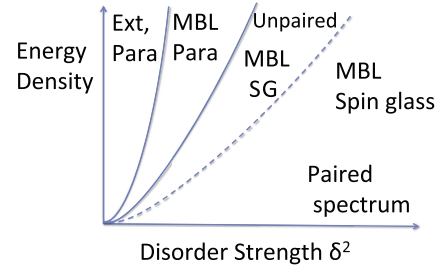 Energy
Density
Ext,
Para
MBL
Para
Unpaired
MBL
SG
MBL
Spin glass
Paired
spectrum
Disorder Strength δ²